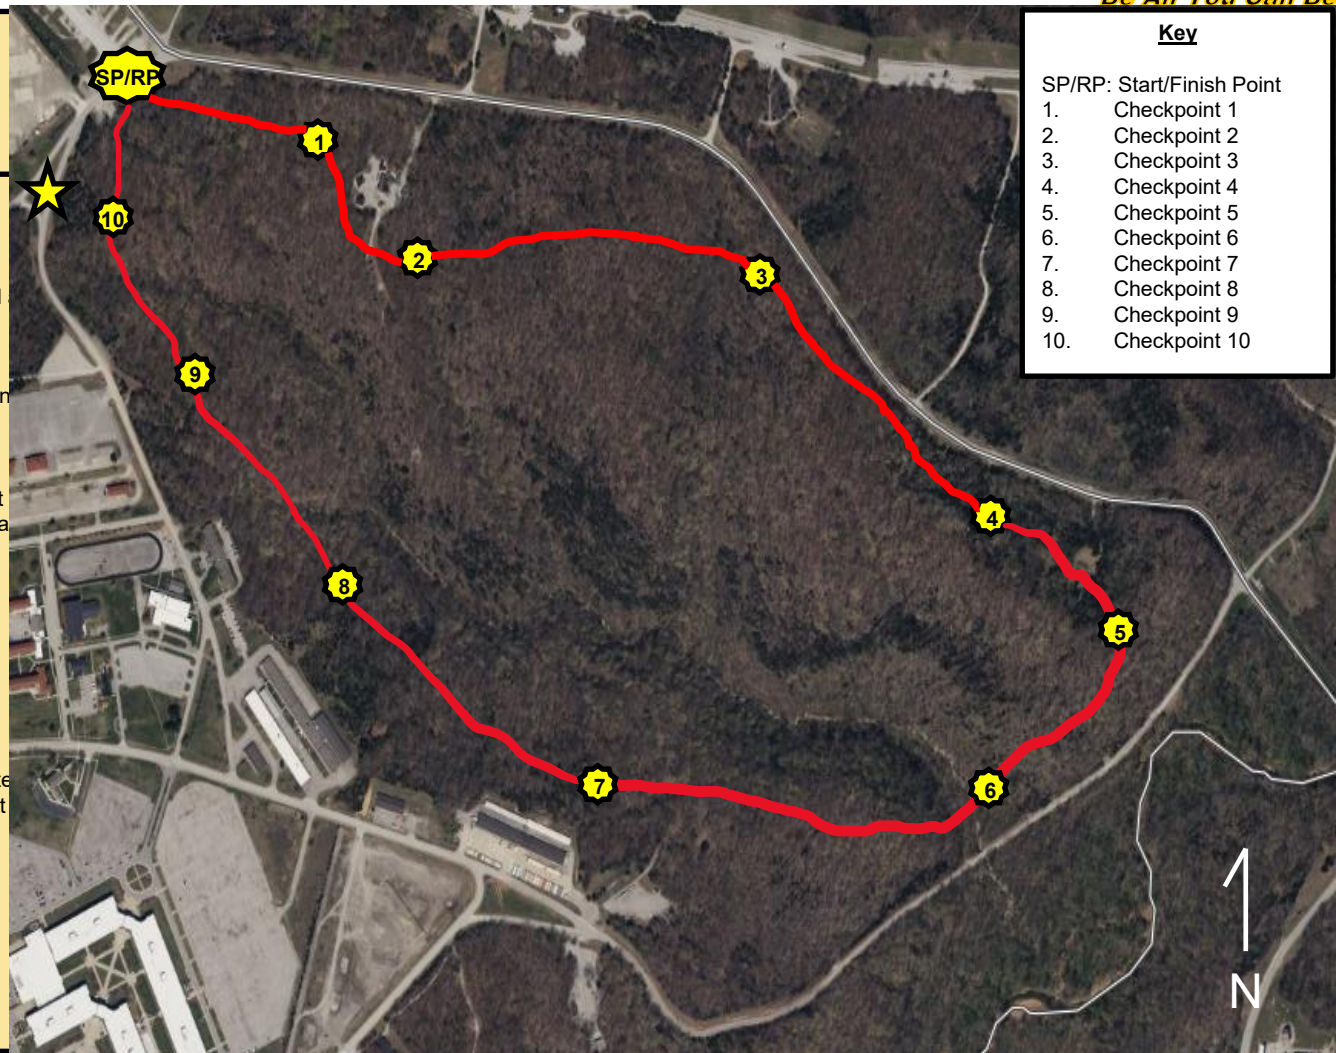 Key
SP/RP: Start/Finish Point
1. Checkpoint 1
2. Checkpoint 2
3. Checkpoint 3
4. Checkpoint 4
5. Checkpoint 5
6. Checkpoint 6
7. Checkpoint 7
8. Checkpoint 8
9. Checkpoint 9
10. Checkpoint 10
SP/RP
1
2
3
4
5
6
7
8
9
10
N